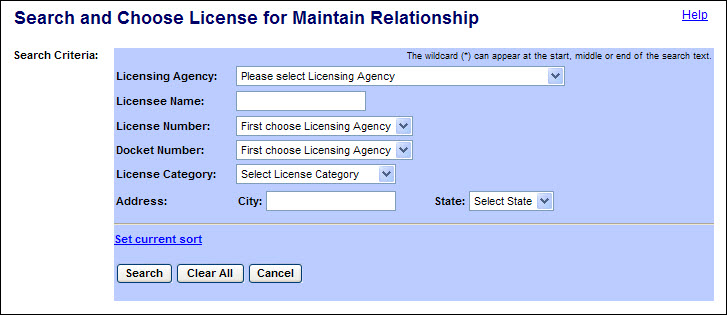 Search and Choose License for Maintain Relationship Help
Search Criteria: The wildcard (*) can appear at the start, middle or end of the search text.
Licensing Agency: Please select Licensing Agency
Licensee Name:
License Number: First choose Licensing Agency
Docket Number: First choose Licensing Agency
License Category: Select License Category
Address: City: State: Select State
Set current sort
Search Clear All Cancel